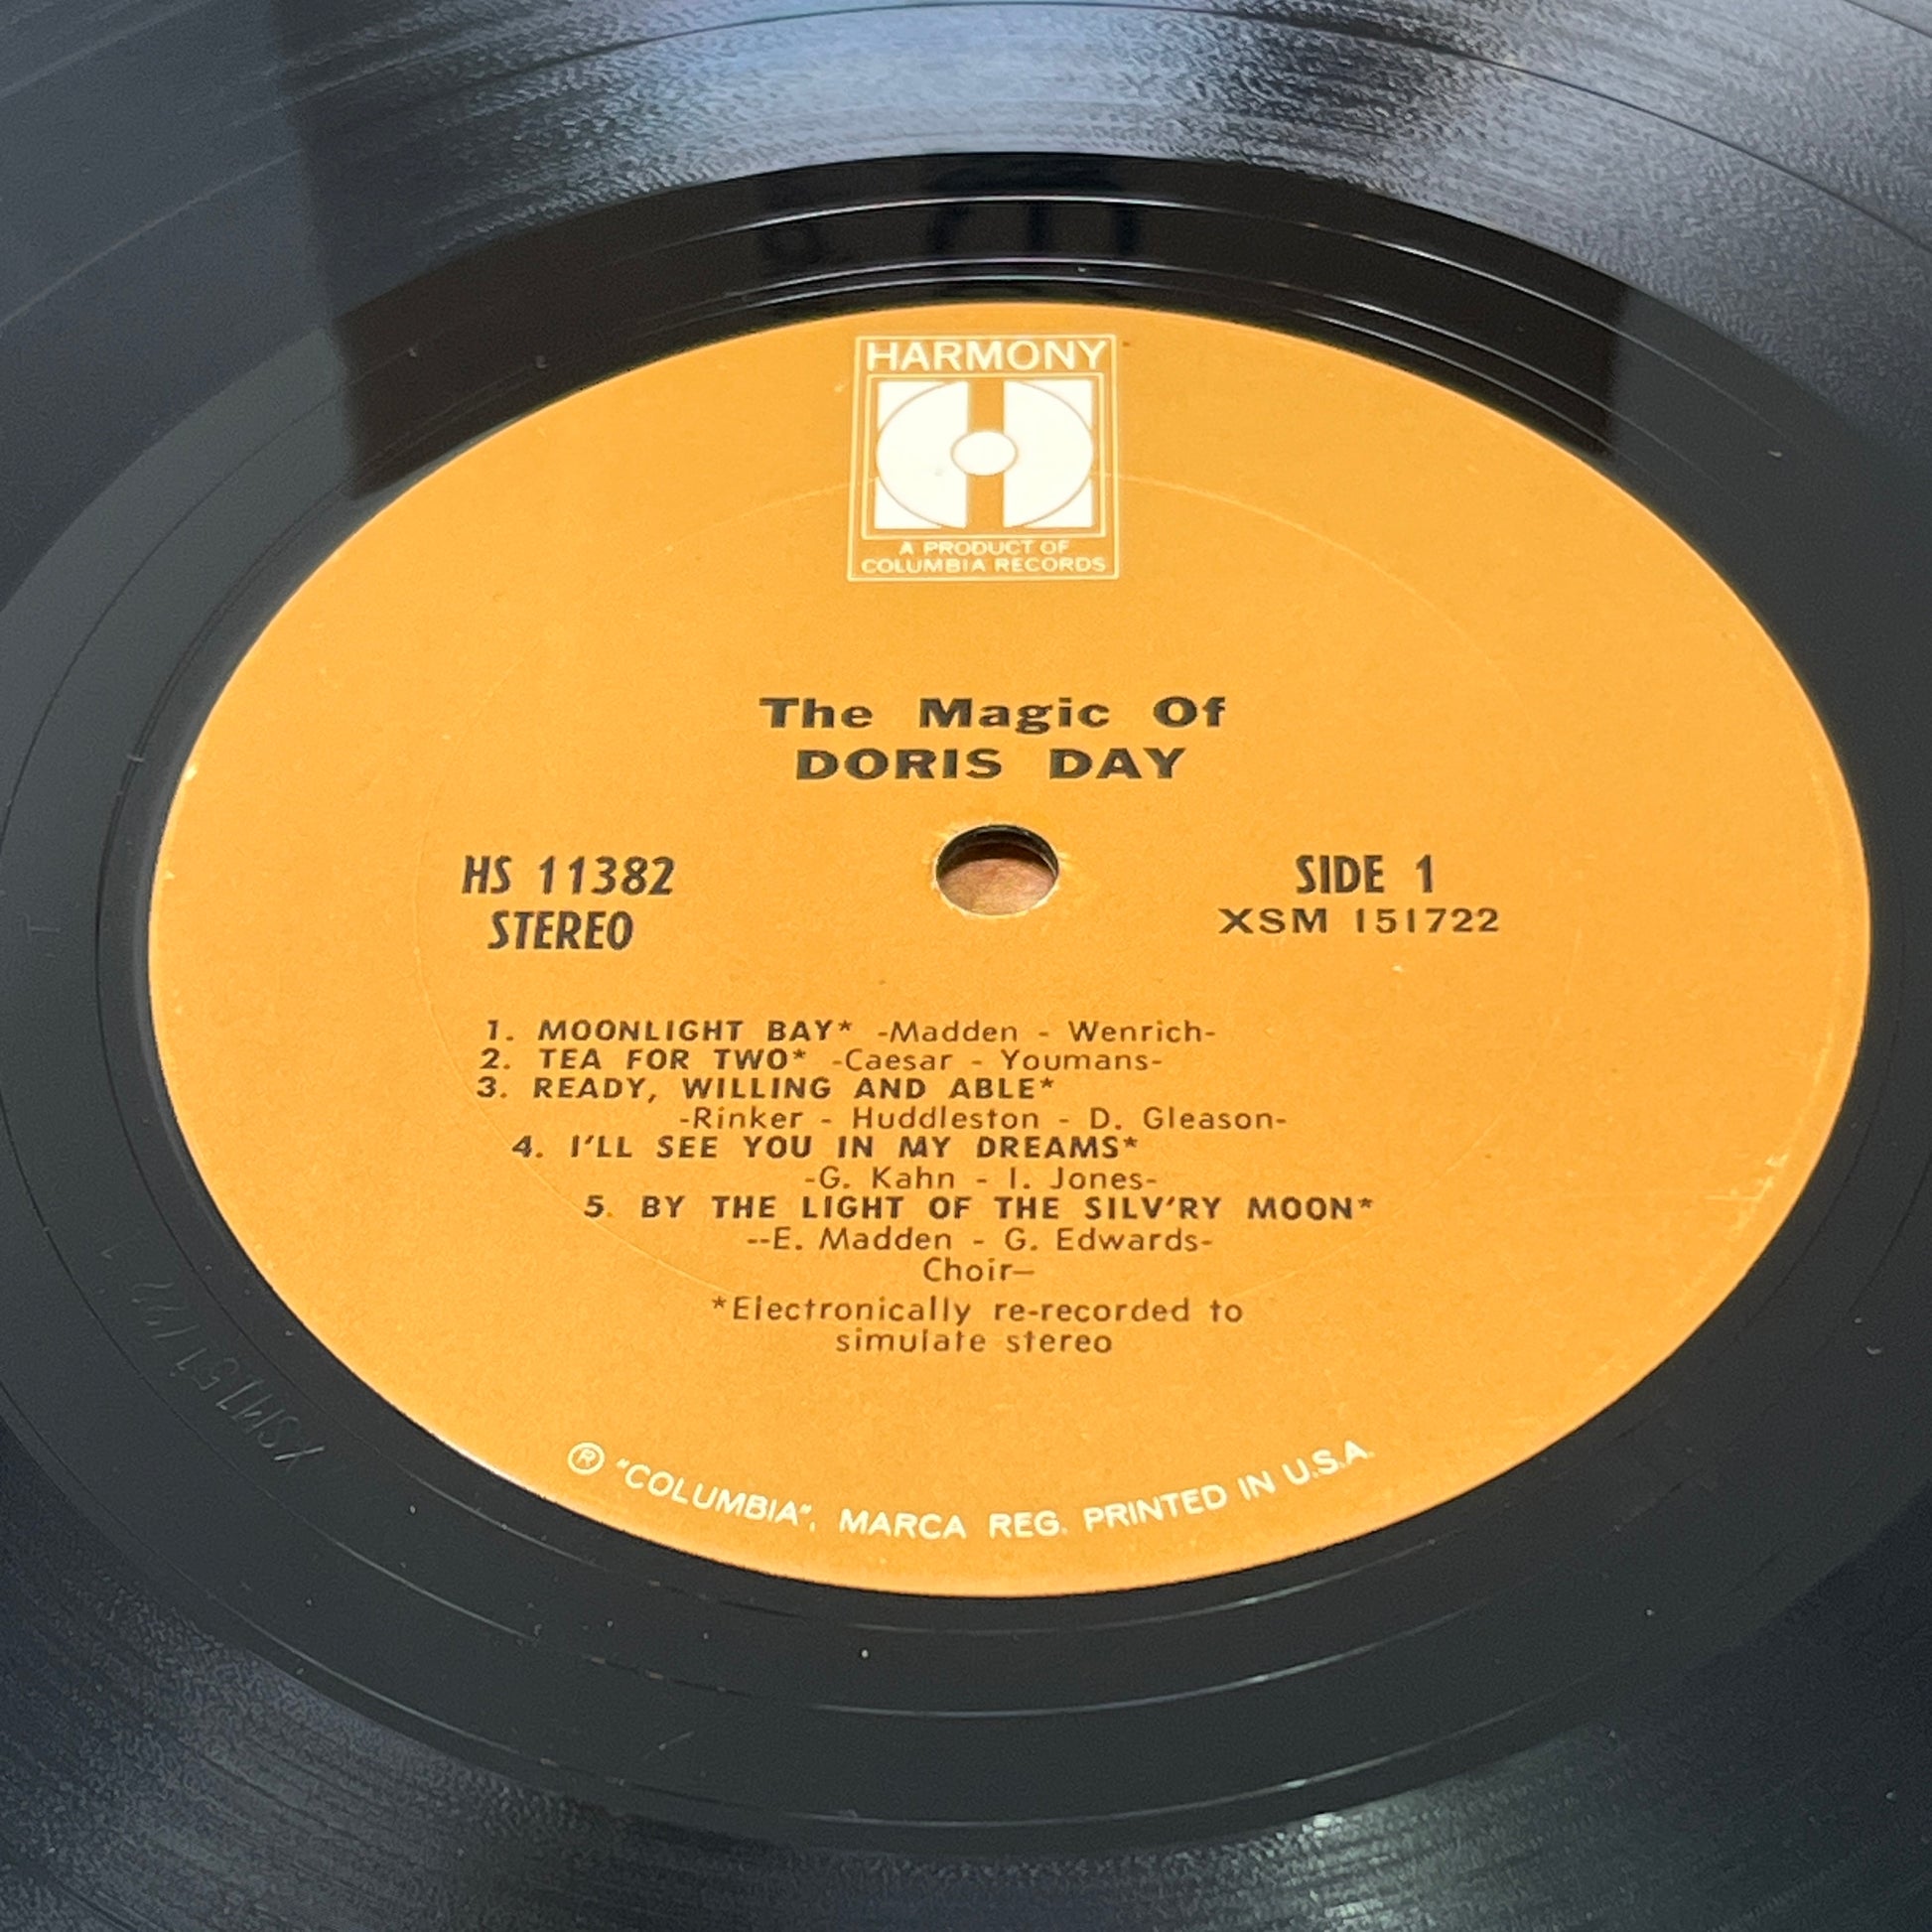 HARMONY
A PRODUCT OF
COLUMBIA RECORDS
The Magic Of
DORIS DAY
HS 11382
STEREO
SIDE 1
XSM 151722
1. MOONLIGHT BAY* -Madden - Wenrich-
2. TEA FOR TWO* -Caesar - Youmans-
3. READY, WILLING AND ABLE*
-Rinker - Huddleston - D. Gleason-
4. I'LL SEE YOU IN MY DREAMS*
-G. Kahn - I. Jones-
5. BY THE LIGHT OF THE SILV'RY MOON*
--E. Madden - G. Edwards-
Choir—
*Electronically re-recorded to
simulate stereo
® "COLUMBIA", MARCA REG. PRINTED IN U.S.A.